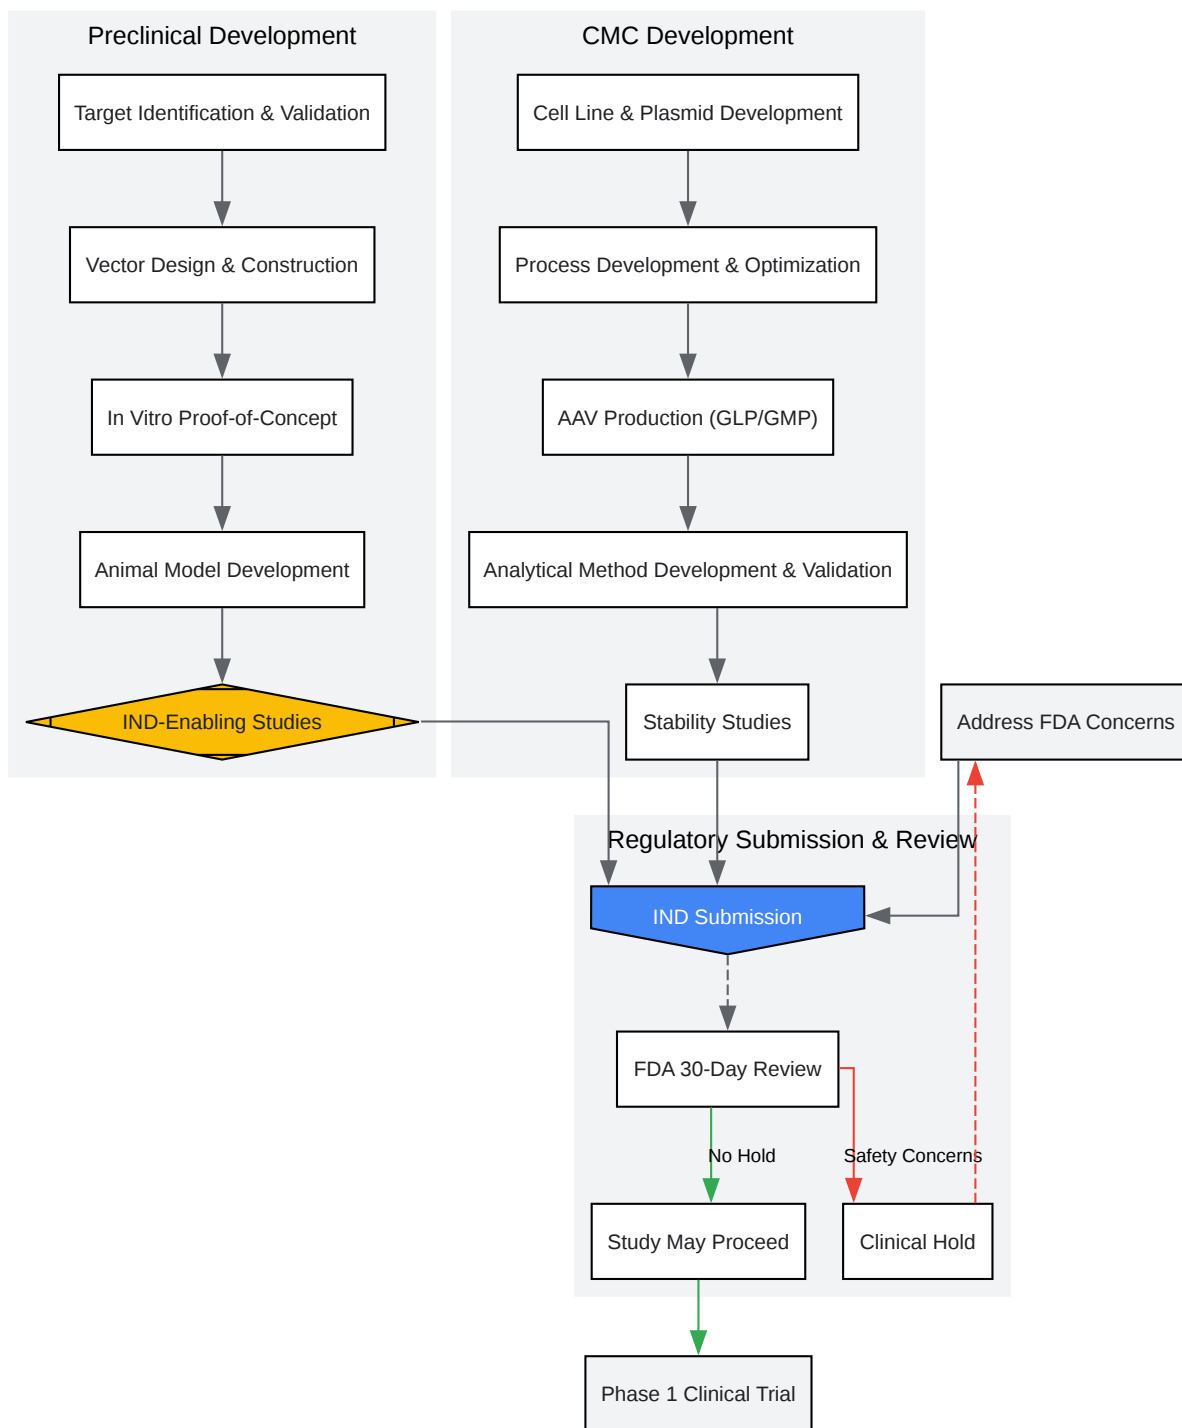 Preclinical Development
Target Identification & Validation
Vector Design & Construction
In Vitro Proof-of-Concept
Animal Model Development
IND-Enabling Studies
CMC Development
Cell Line & Plasmid Development
Process Development & Optimization
AAV Production (GLP/GMP)
Analytical Method Development & Validation
Stability Studies
Address FDA Concerns
Regulatory Submission & Review
IND Submission
FDA 30-Day Review
No Hold
Safety Concerns
Study May Proceed
Clinical Hold
Phase 1 Clinical Trial